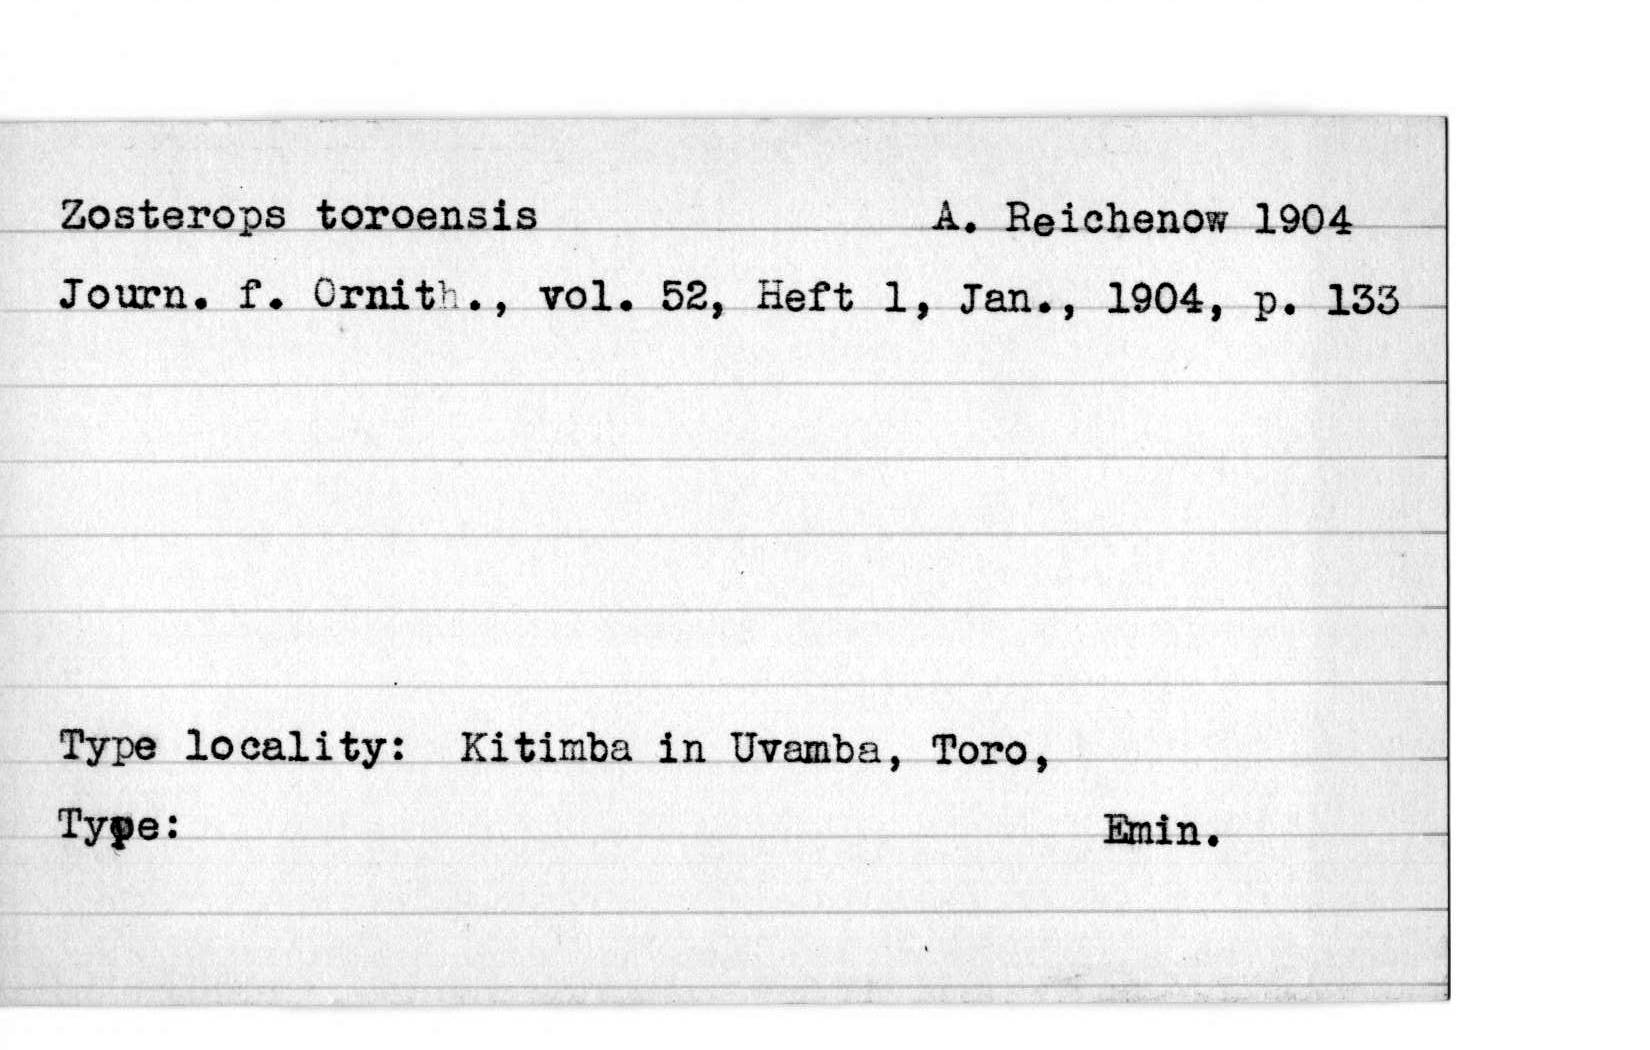 Zosterops toroensis A. Reichenow 1904
Journ. f. Ornith., vol. 52, Heft 1, Jan., 1904, p. 133
Type locality: Kitimba in Uvamba, Toro,
Type: Emin.